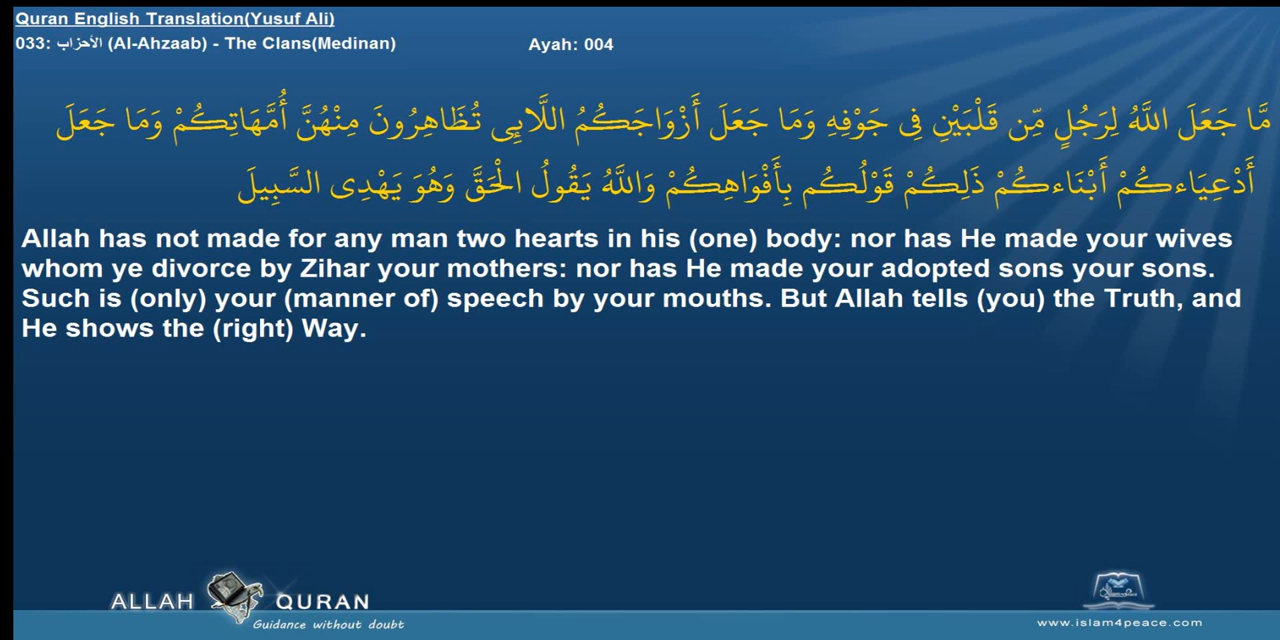 Quran English Translation(Yusuf Ali)
033: الأحزاب (Al-Ahzaab) - The Clans(Medinan)
Ayah: 004
مَّا جَعَلَ اللَّهُ لِرَجُلٍ مِّن قَلْبَيْنِ فِى جَوْفِهِ وَمَا جَعَلَ أَزْوَاجَكُمُ اللَّائِى تُظَاهِرُونَ مِنْهُنَّ أُمَّهَاتِكُمْ وَمَا جَعَلَ
أَدْعِيَاءكُمْ أَبْنَاءكُمْ ذَلِكُمْ قَوْلُكُم بِأَفْوَاهِكُمْ وَاللَّهُ يَقُولُ الْحَقَّ وَهُوَ يَهْدِى السَّبِيلَ
Allah has not made for any man two hearts in his (one) body: nor has He made your wives
whom ye divorce by Zihar your mothers: nor has He made your adopted sons your sons.
Such is (only) your (manner of) speech by your mouths. But Allah tells (you) the Truth, and
He shows the (right) Way.
ALLAH QURAN
Guidance without doubt
www.islam4peace.com